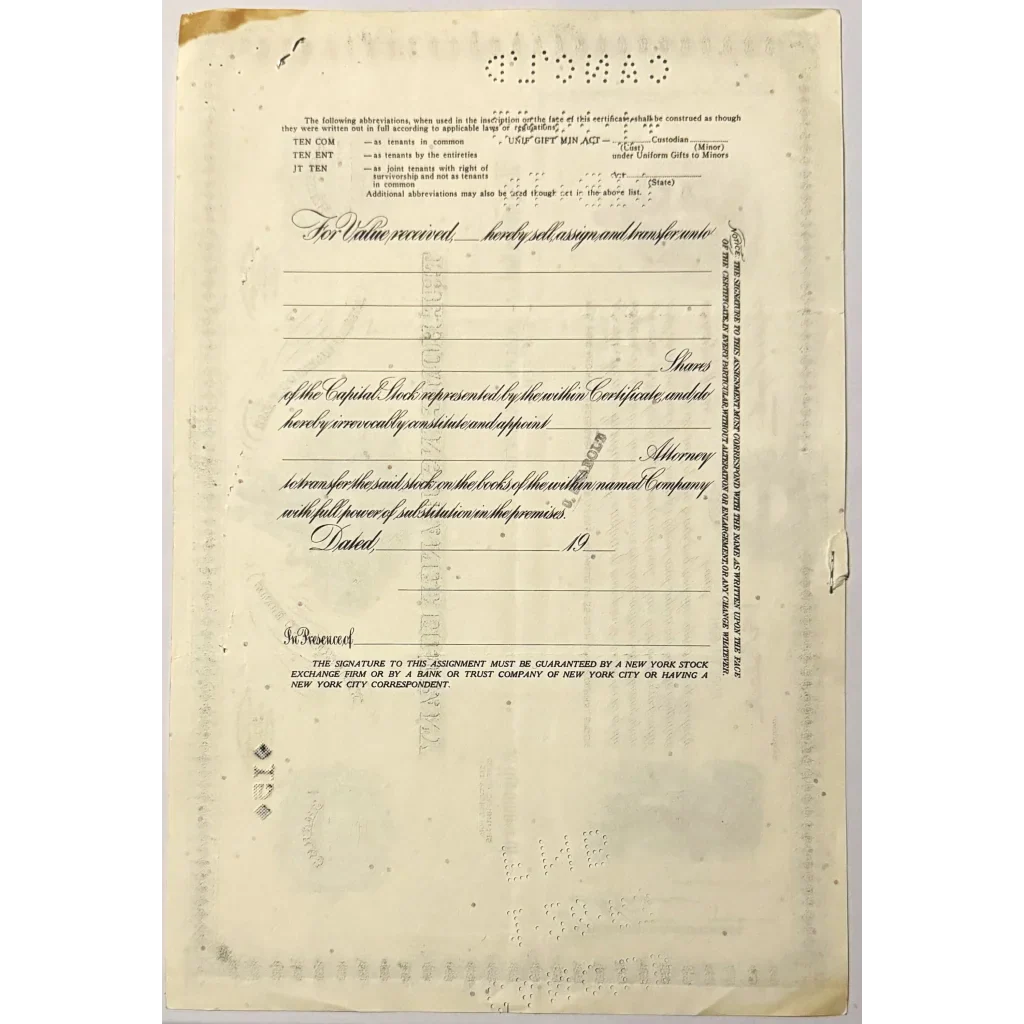 CANC'L'D
The following abbreviations, when used in the inscription on the face of this certificate, shall be construed as though
they were written out in full according to applicable laws or regulations:
TEN COM —as tenants in common UNIF GIFT MIN ACT— Custodian
(Cust) (Minor)
TEN ENT —as tenants by the entireties under Uniform Gifts to Minors
JT TEN —as joint tenants with right of
survivorship and not as tenants Act
in common (State)
Additional abbreviations may also be used though not in the above list.
For Value received, hereby sell, assign, and transfer unto
Shares
of the Capital Stock represented by the within Certificate, and do
hereby irrevocably constitute and appoint
Attorney
to transfer the said stock on the books of the within named Company
with full power of substitution in the premises.
Dated, 19
In Presence of
THE SIGNATURE TO THIS ASSIGNMENT MUST BE GUARANTEED BY A NEW YORK STOCK
EXCHANGE FIRM OR BY A BANK OR TRUST COMPANY OF NEW YORK CITY OR HAVING A
NEW YORK CITY CORRESPONDENT.
NOTICE. THE SIGNATURE TO THIS ASSIGNMENT MUST CORRESPOND WITH THE NAME AS WRITTEN UPON THE FACE
OF THE CERTIFICATE, IN EVERY PARTICULAR, WITHOUT ALTERATION OR ENLARGEMENT, OR ANY CHANGE WHATEVER.